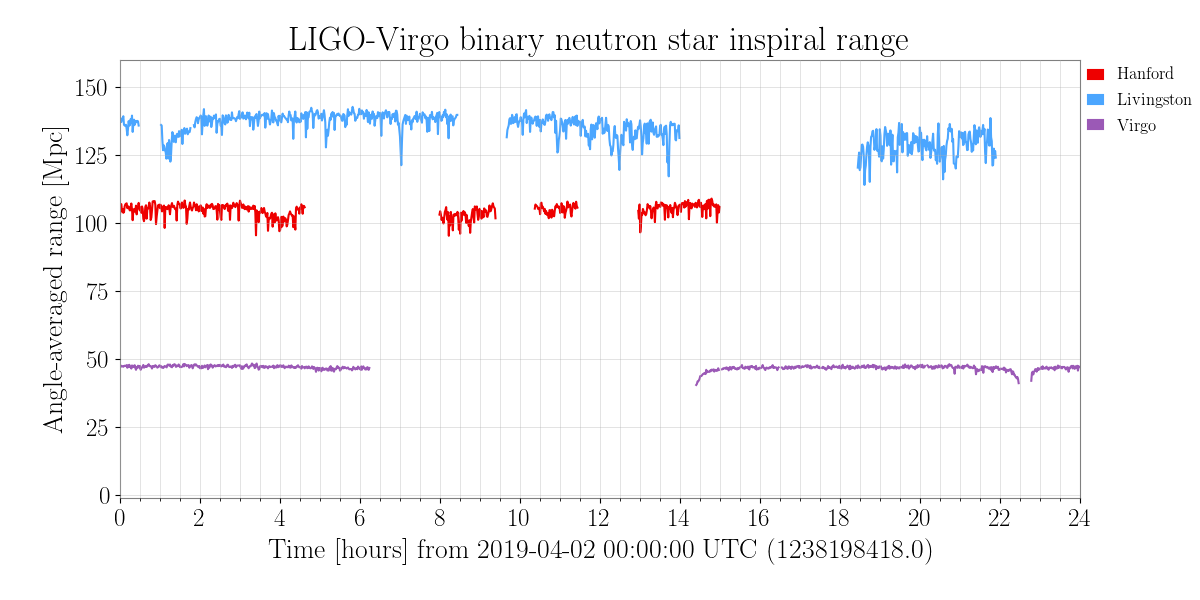 LIGO-Virgo binary neutron star inspiral range
Hanford
Livingston
Virgo
Angle-averaged range [Mpc]
150
125
100
75
50
25
0
0 2 4 6 8 10 12 14 16 18 20 22 24
Time [hours] from 2019-04-02 00:00:00 UTC (1238198418.0)